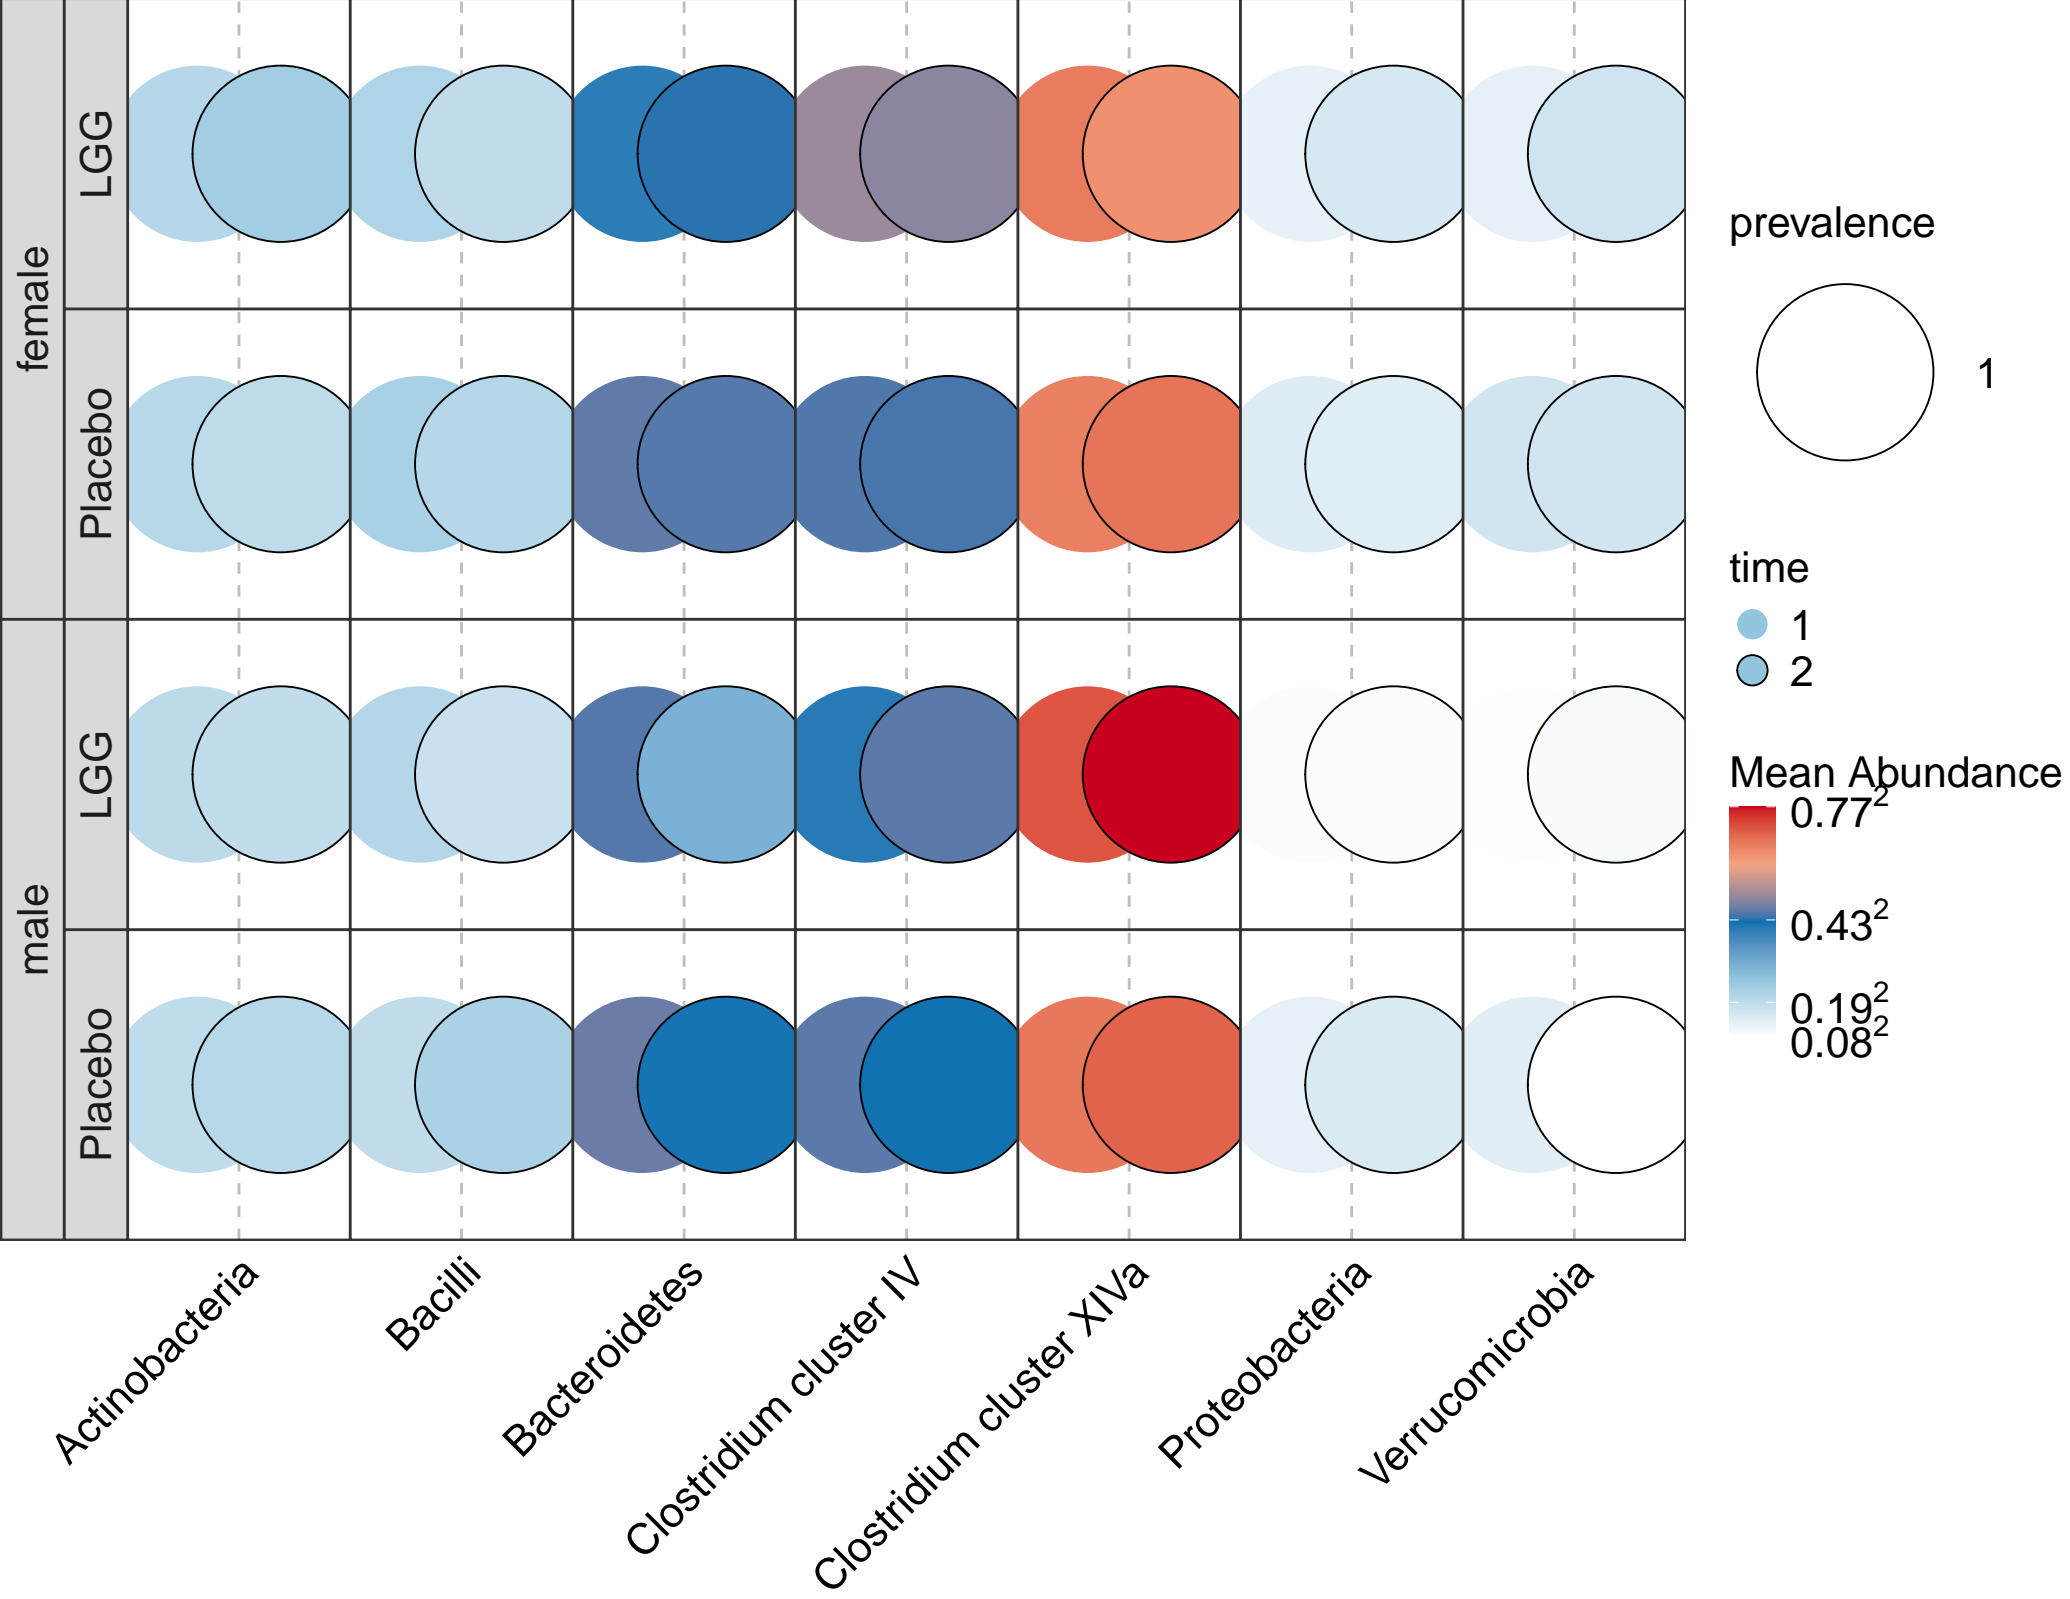 female
LGG
Placebo
male
LGG
Placebo
Actinobacteria
Bacilli
Bacteroidetes
Clostridium cluster IV
Clostridium cluster XIVa
Proteobacteria
Verrucomicrobia
prevalence
1
time
1
2
Mean Abundance
0.77²
0.43²
0.19²
0.08²